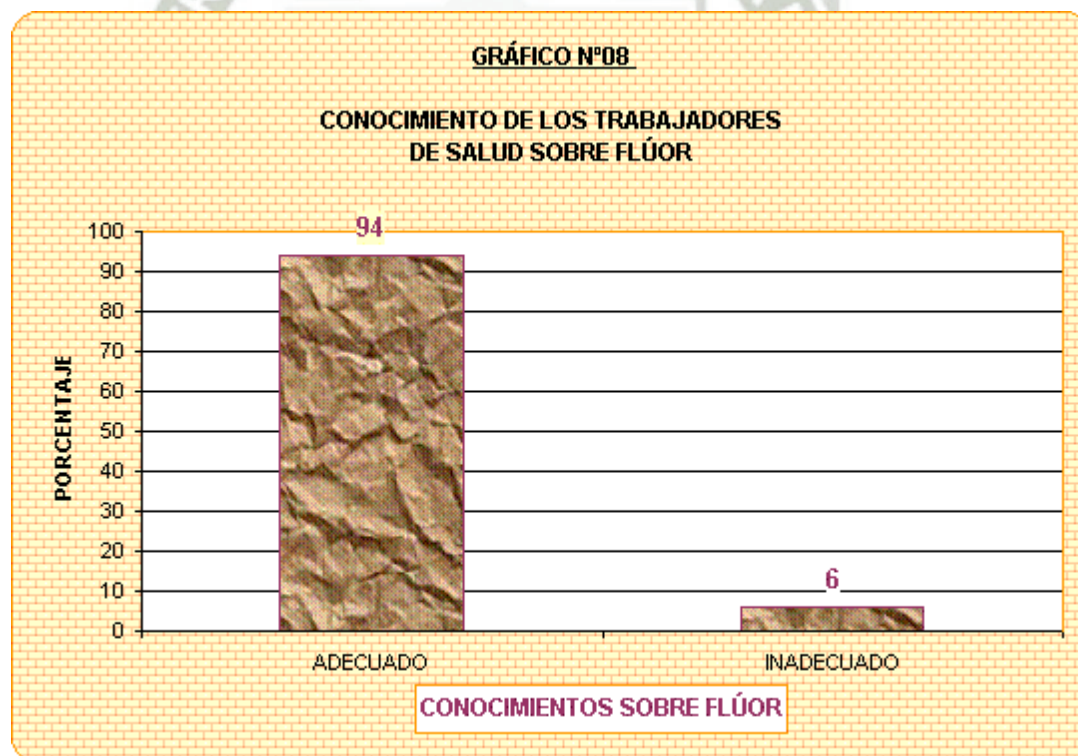 GRÁFICO Nº08
CONOCIMIENTO DE LOS TRABAJADORES
DE SALUD SOBRE FLÚOR
PORCENTAJE
100
90
80
70
60
50
40
30
20
10
0
94
6
ADECUADO INADECUADO
CONOCIMIENTOS SOBRE FLÚOR